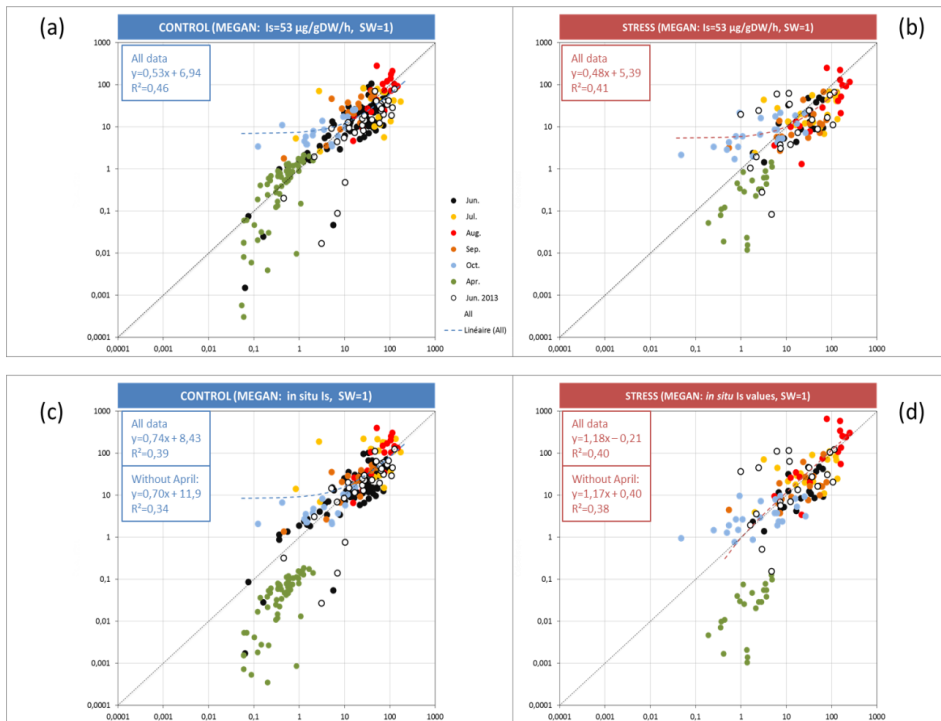 (a)
CONTROL (MEGAN: Is=53 µg/gDW/h, SW=1)
All data
y=0,53x + 6,94
R²=0,46
1000
100
10
1
0,1
0,01
0,001
0,0001
0,0001 0,001 0,01 0,1 1 10 100 1000
Jun.
Jul.
Aug.
Sep.
Oct.
Apr.
Jun. 2013
All
Linéaire (All)
(b)
STRESS (MEGAN: Is=53 µg/gDW/h, SW=1)
All data
y=0,48x + 5,39
R²=0,41
1000
100
10
1
0,1
0,01
0,001
0,0001
0,0001 0,001 0,01 0,1 1 10 100 1000
(c)
CONTROL (MEGAN: in situ Is, SW=1)
All data
y=0,74x + 8,43
R²=0,39
Without April:
y=0,70x + 11,9
R²=0,34
1000
100
10
1
0,1
0,01
0,001
0,0001
0,0001 0,001 0,01 0,1 1 10 100 1000
(d)
STRESS (MEGAN: in situ Is values, SW=1)
All data
y=1,18x – 0,21
R²=0,40
Without April:
y=1,17x + 0,40
R²=0,38
1000
100
10
1
0,1
0,01
0,001
0,0001
0,0001 0,001 0,01 0,1 1 10 100 1000